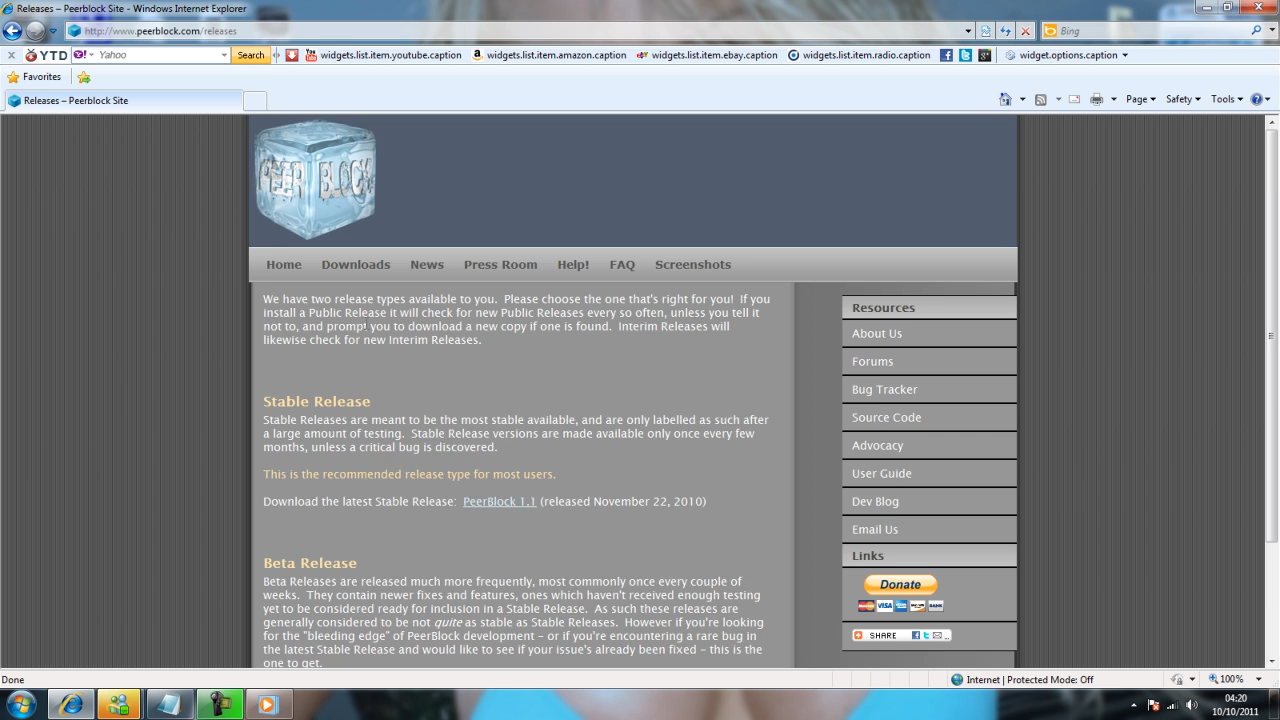 Releases – Peerblock Site - Windows Internet Explorer
http://www.peerblock.com/releases
Bing
x YTD Yahoo Search widgets.list.item.youtube.caption widgets.list.item.amazon.caption widgets.list.item.ebay.caption widgets.list.item.radio.caption widget.options.caption
Favorites
Releases – Peerblock Site
Page Safety Tools
PEER BLOCK
Home Downloads News Press Room Help! FAQ Screenshots
We have two release types available to you. Please choose the one that's right for you! If you
install a Public Release it will check for new Public Releases every so often, unless you tell it
not to, and prompt you to download a new copy if one is found. Interim Releases will
likewise check for new Interim Releases.
Stable Release
Stable Releases are meant to be the most stable available, and are only labelled as such after
a large amount of testing. Stable Release versions are made available only once every few
months, unless a critical bug is discovered.
This is the recommended release type for most users.
Download the latest Stable Release: PeerBlock 1.1 (released November 22, 2010)
Beta Release
Beta Releases are released much more frequently, most commonly once every couple of
weeks. They contain newer fixes and features, ones which haven't received enough testing
yet to be considered ready for inclusion in a Stable Release. As such these releases are
generally considered to be not quite as stable as Stable Releases. However if you're looking
for the "bleeding edge" of PeerBlock development – or if you're encountering a rare bug in
the latest Stable Release and would like to see if your issue's already been fixed – this is the
one to get.
Resources
About Us
Forums
Bug Tracker
Source Code
Advocacy
User Guide
Dev Blog
Email Us
Links
Donate
VISA
SHARE
Done
Internet | Protected Mode: Off
100%
04:20
10/10/2011